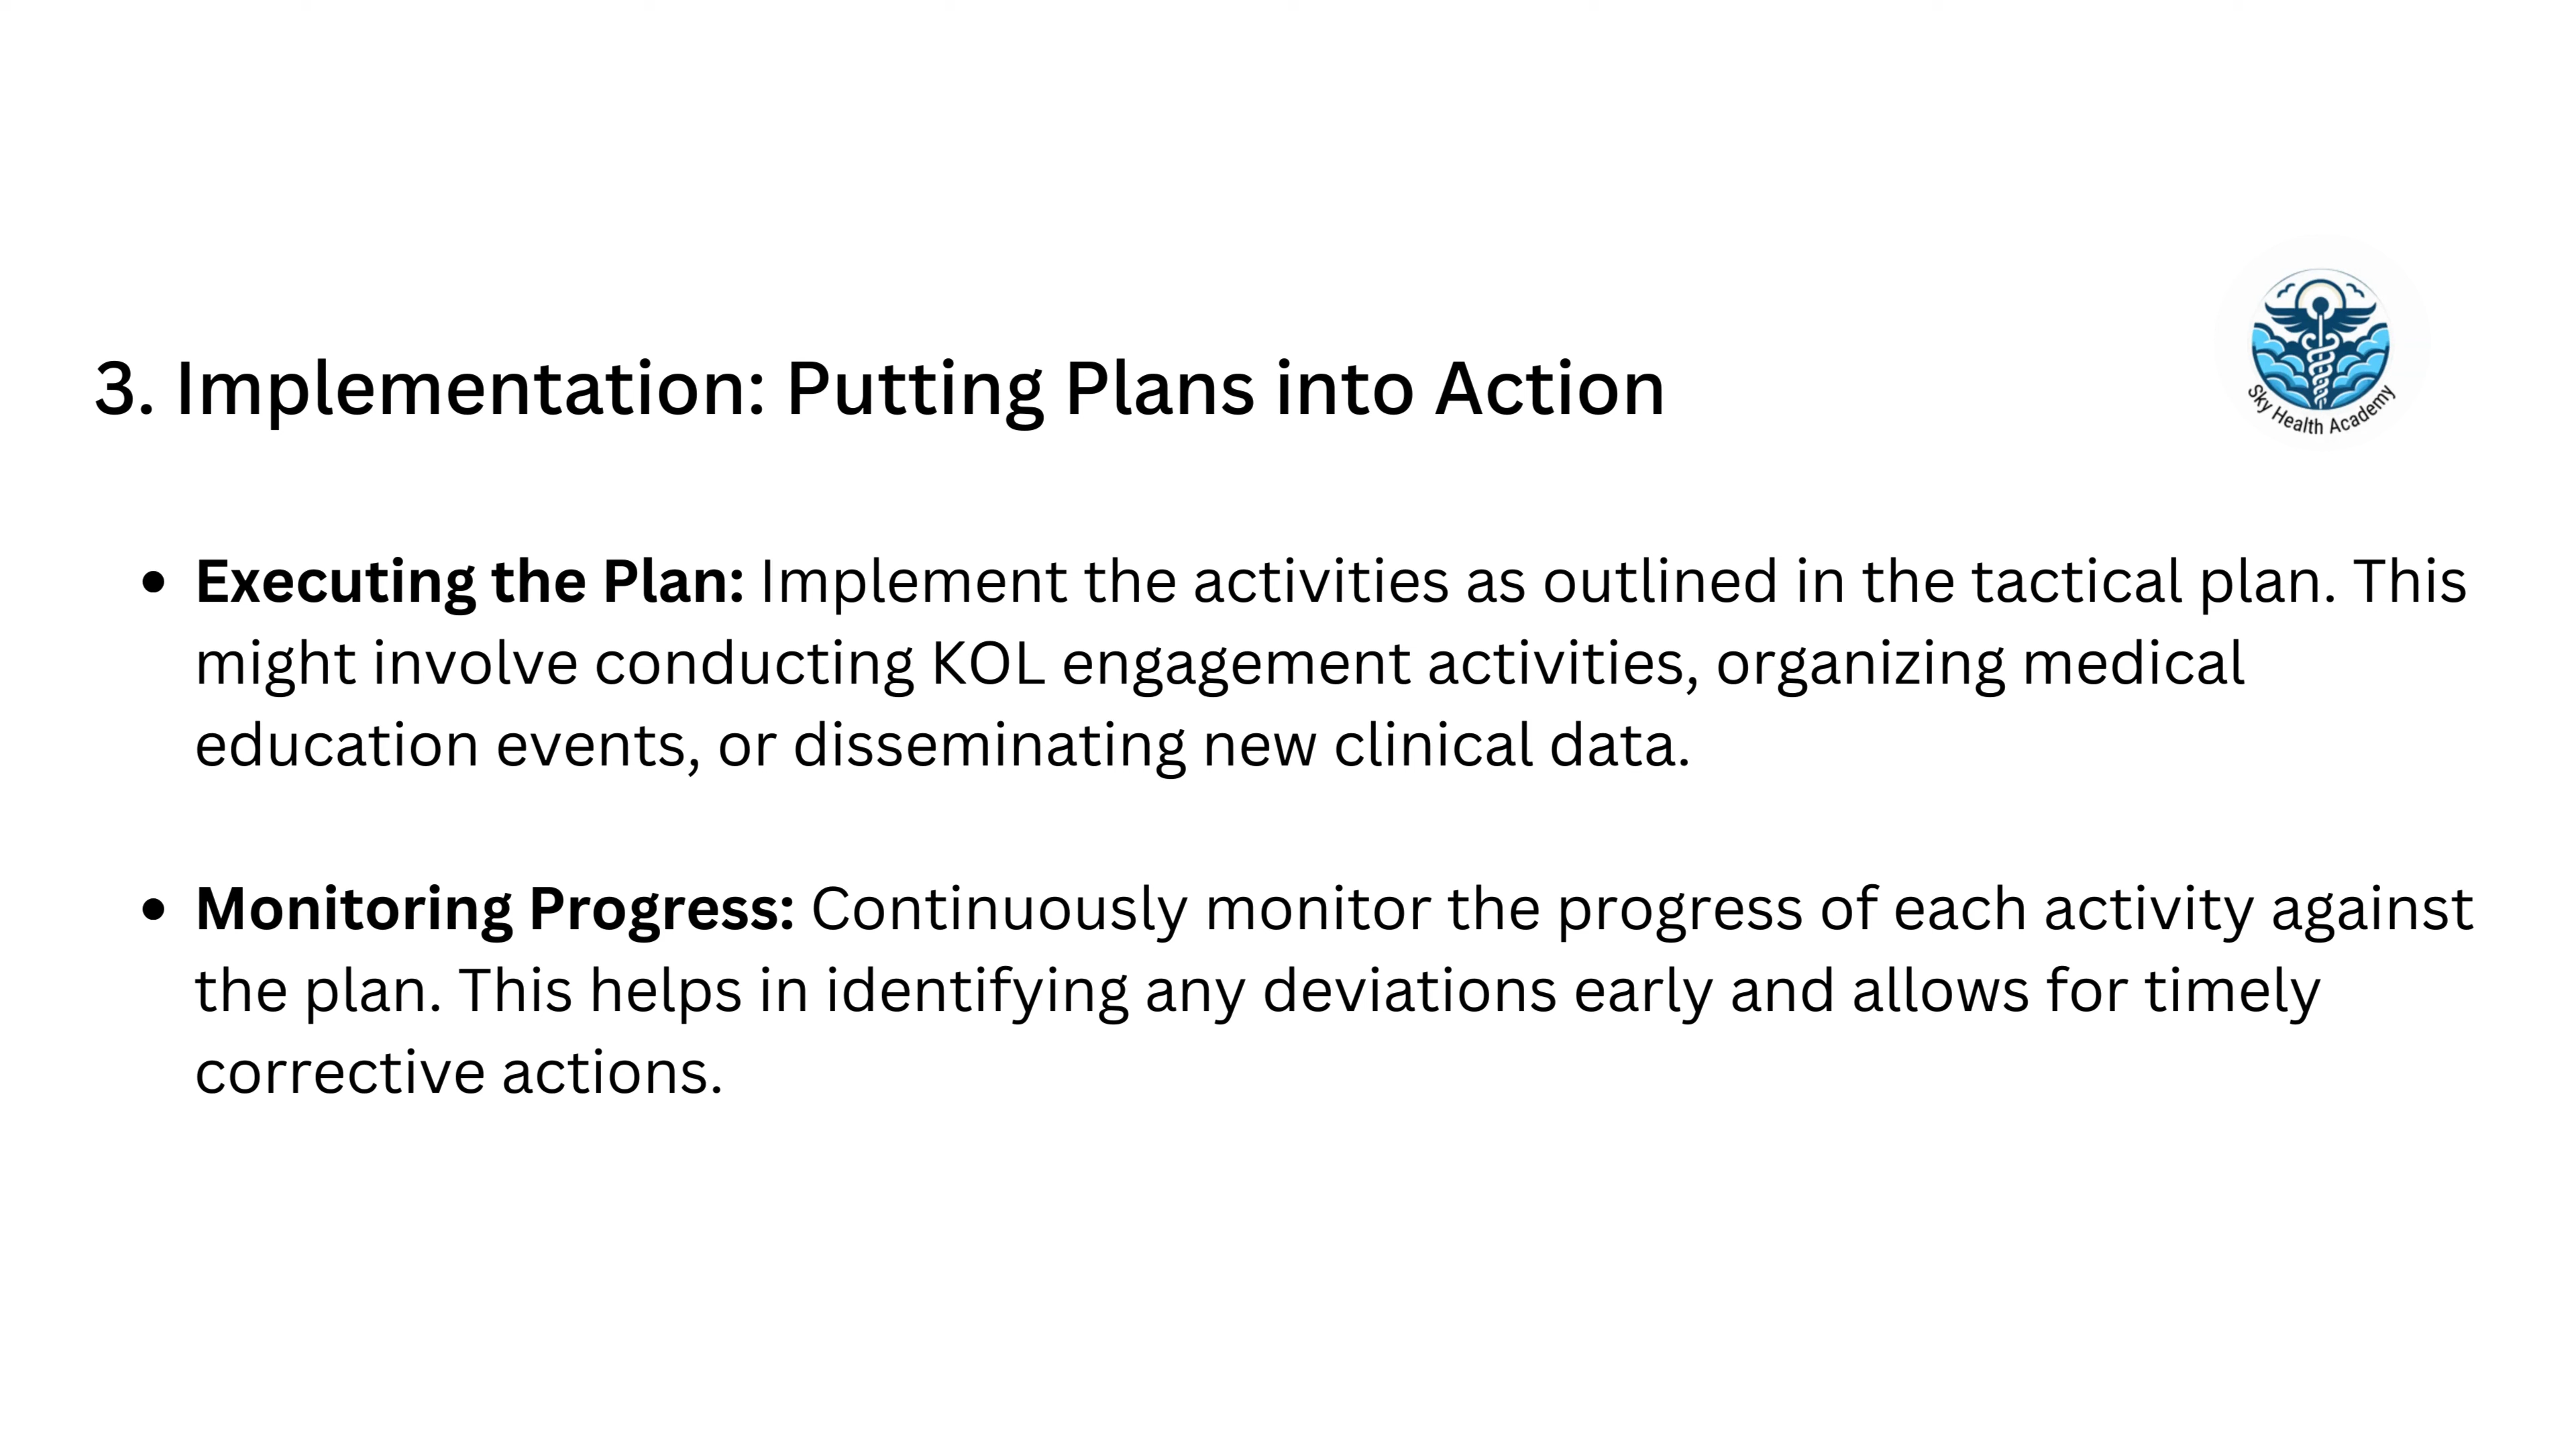 3. Implementation: Putting Plans into Action
Sky Health Academy
• Executing the Plan: Implement the activities as outlined in the tactical plan. This
might involve conducting KOL engagement activities, organizing medical
education events, or disseminating new clinical data.
• Monitoring Progress: Continuously monitor the progress of each activity against
the plan. This helps in identifying any deviations early and allows for timely
corrective actions.